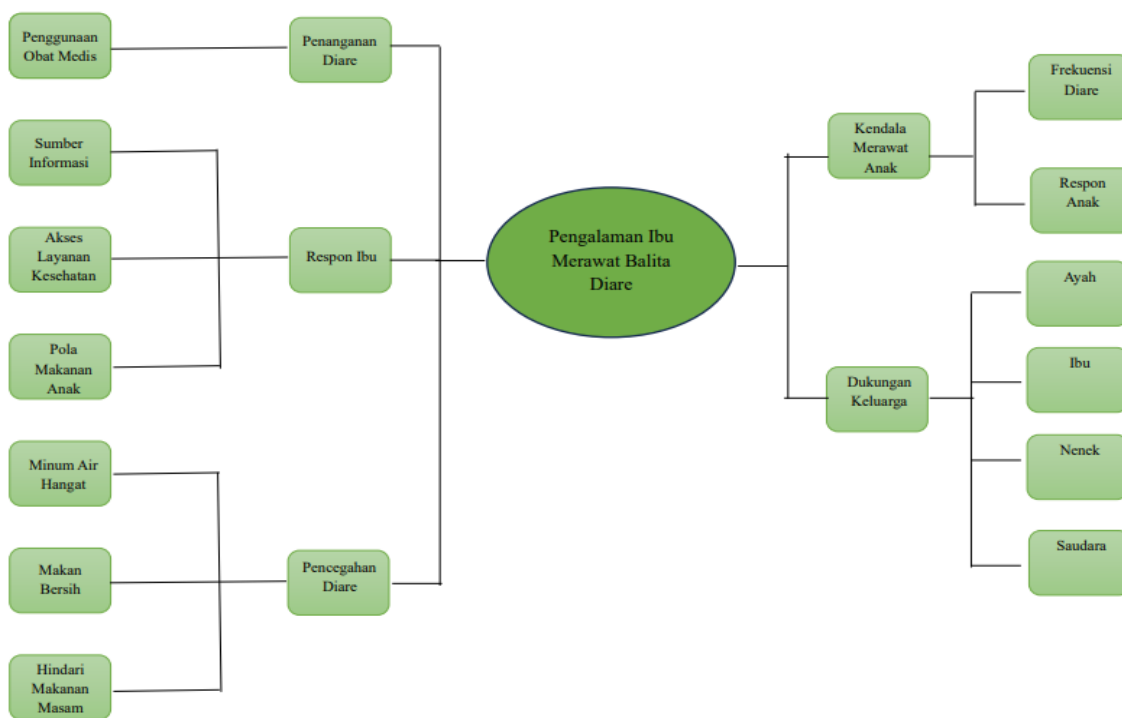 Penggunaan
Obat Medis
Penanganan
Diare
Sumber
Informasi
Akses
Layanan
Kesehatan
Respon Ibu
Pola
Makanan
Anak
Minum Air
Hangat
Makan
Bersih
Pencegahan
Diare
Hindari
Makanan
Masam
Pengalaman Ibu
Merawat Balita
Diare
Kendala
Merawat
Anak
Frekuensi
Diare
Respon
Anak
Dukungan
Keluarga
Ayah
Ibu
Nenek
Saudara